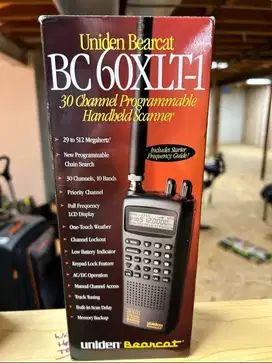 Uniden Bearcat
BC 60XLT-1
30 Channel Programmable
Handheld Scanner
29 to 512 Megahertz!
New Programmable
Chain Search
30 Channels, 10 Bands
Priority Channel
Full Frequency
LCD Display
One-Touch Weather
Channel Lockout
Low Battery Indicator
Keypad Lock Feature
AC/DC Operation
Manual Channel Access
Track Tuning
Built-in Scan Delay
Memory Backup
Includes Starter
Frequency Guide!
uniden Bearcat